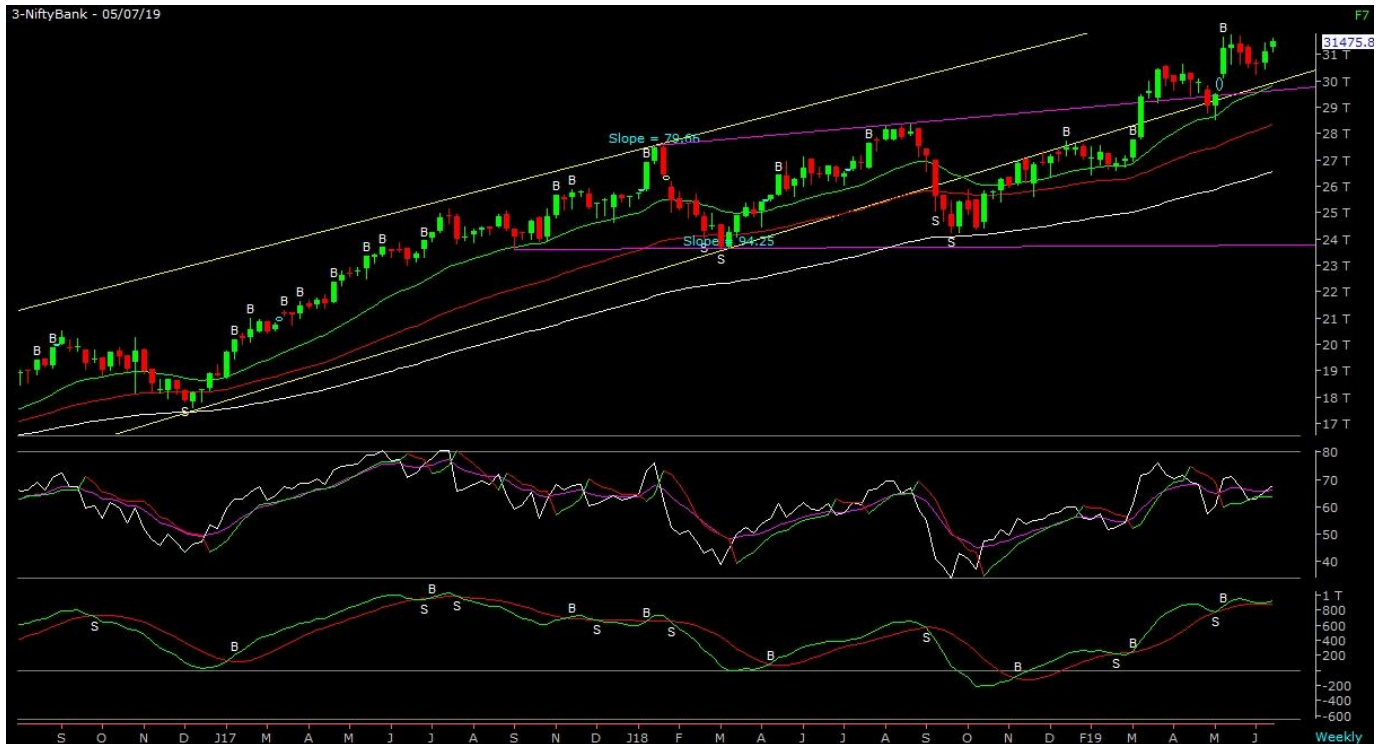 3-NiftyBank - 05/07/19
F7
31475.8
31 T
30 T
29 T
28 T
27 T
26 T
25 T
24 T
23 T
22 T
21 T
20 T
19 T
18 T
17 T
Slope = 79.66
Slope = 94.25
B B S B B B B B B B B B B B S S B B S S B B B
80
70
60
50
40
1 T
800
600
400
200
-200
-400
-600
S B S B S B S B S B S B S B S B
S O N D J17 M A M J J A S O N D J18 F M A M J J A S O N D F19 M A M J
Weekly